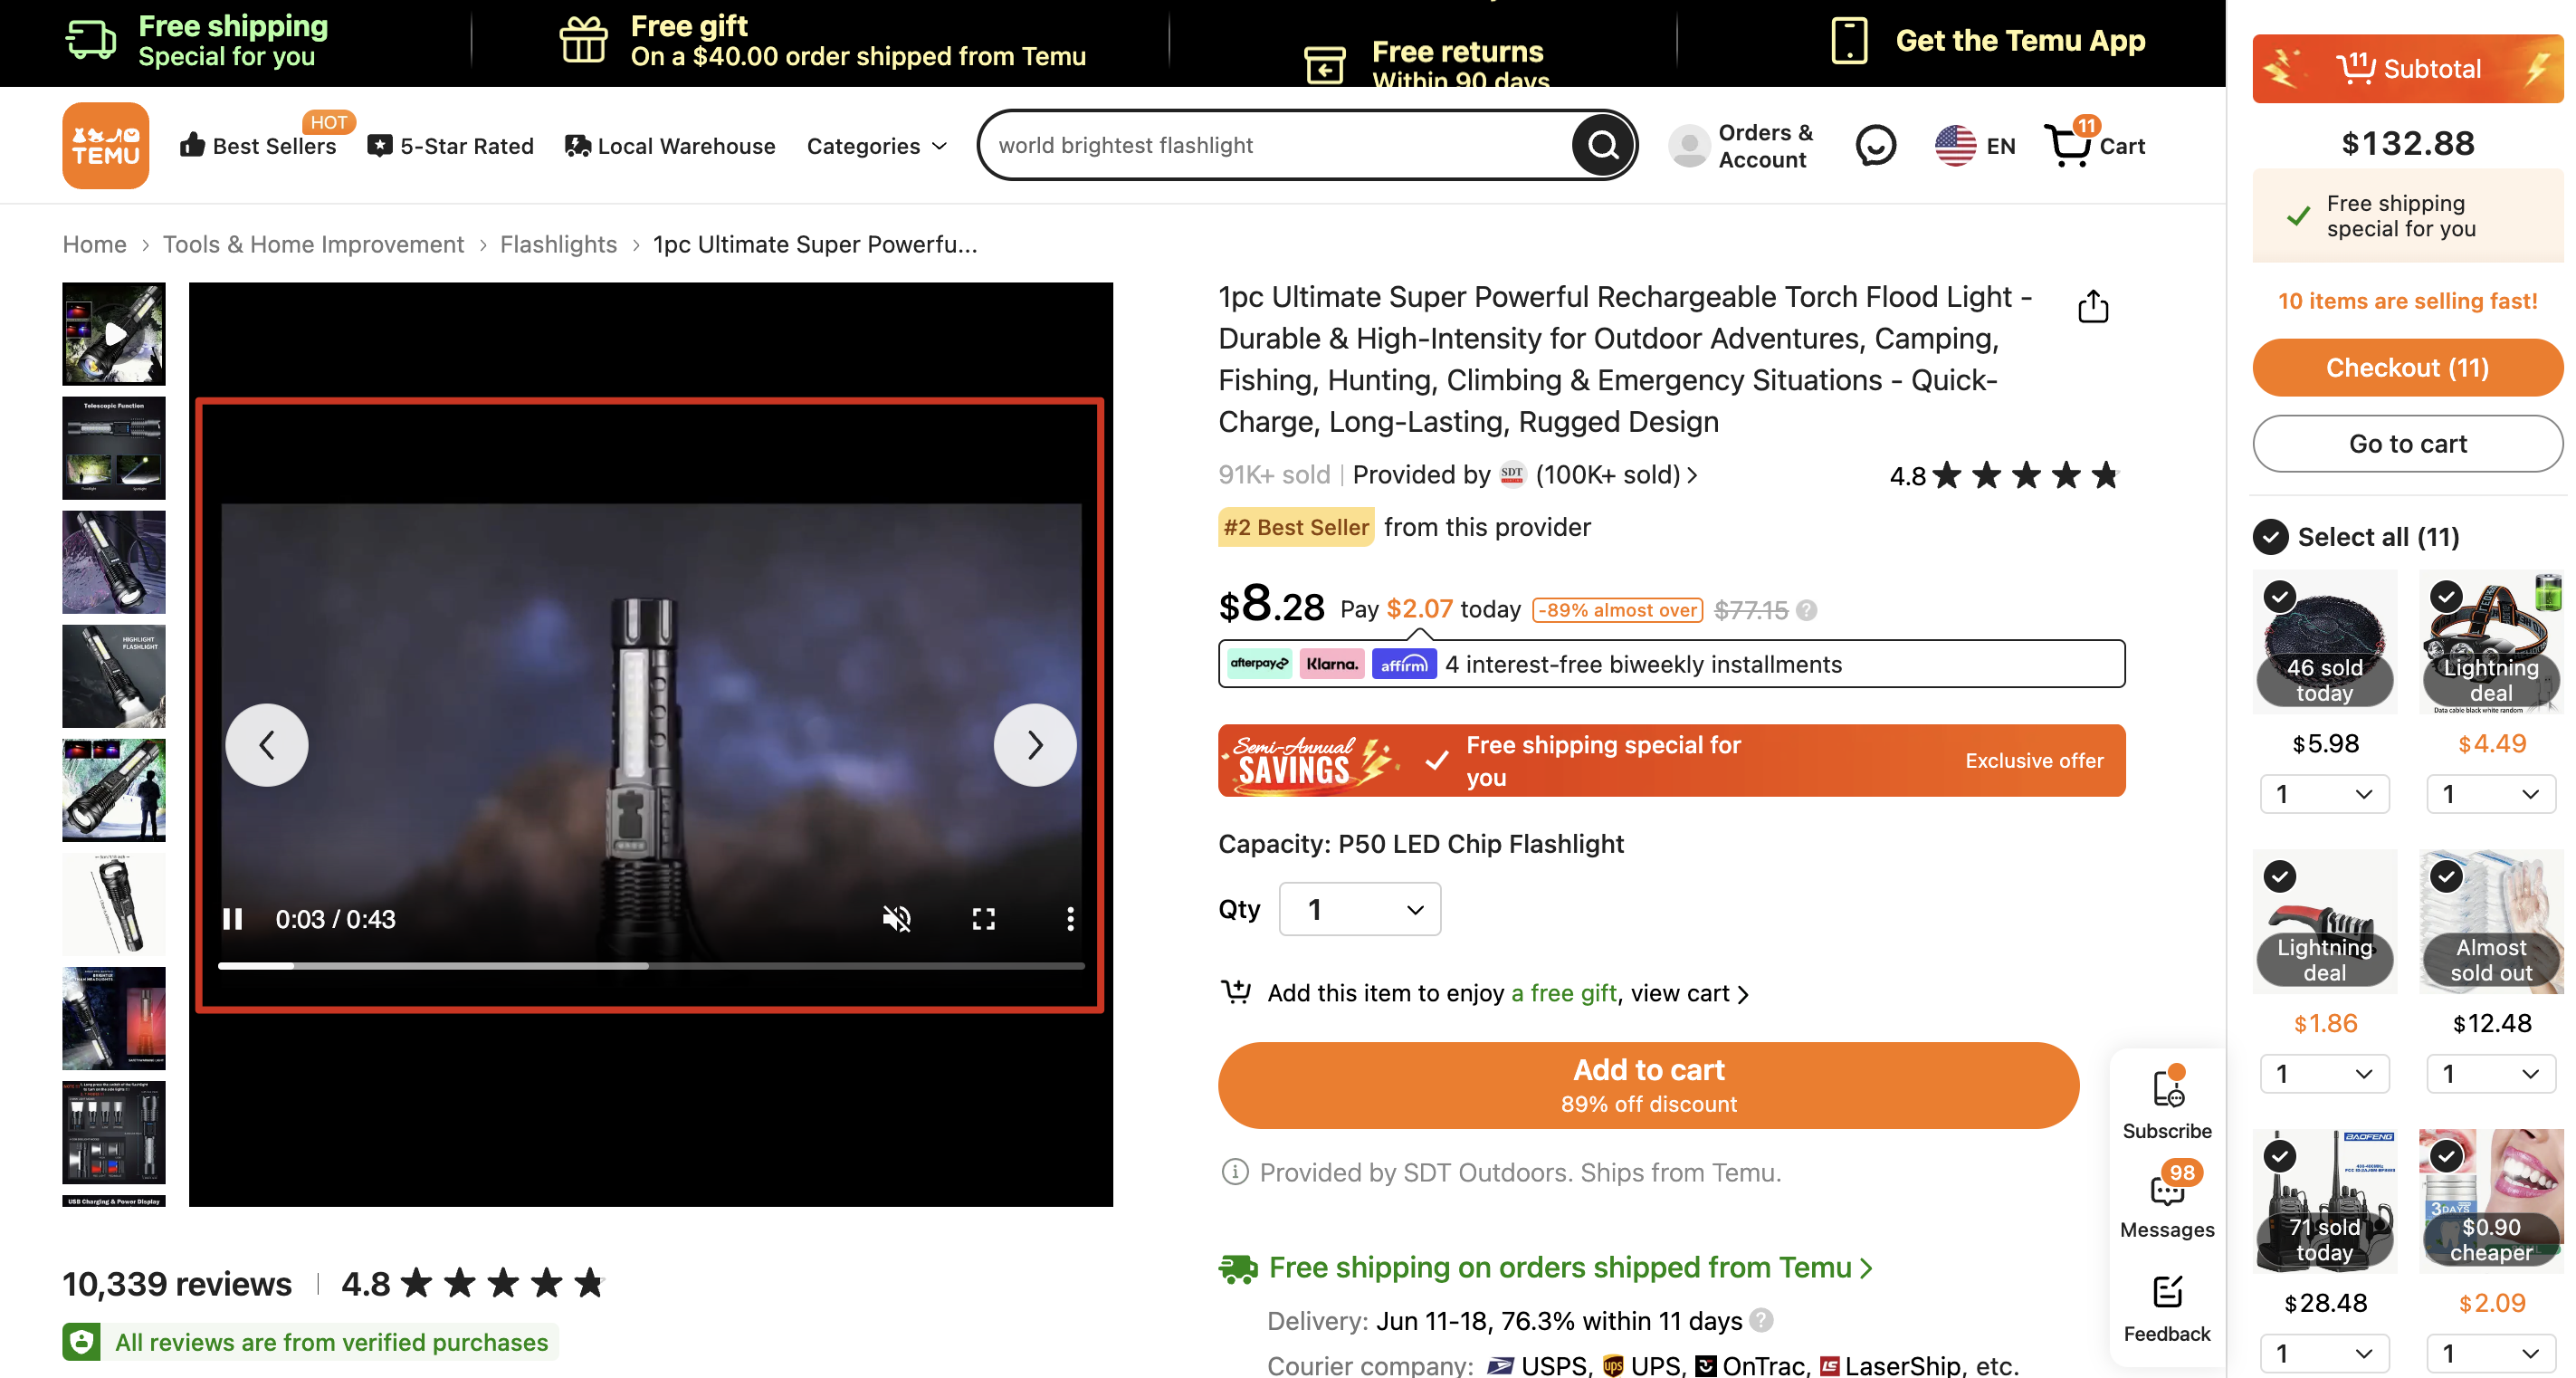 Free shipping
Special for you
Free gift
On a $40.00 order shipped from Temu
Free returns
Within 90 days
Get the Temu App
TEMU
Best Sellers
HOT
5-Star Rated
Local Warehouse
Categories
world brightest flashlight
Orders &
Account
EN
11
Cart
Home › Tools & Home Improvement › Flashlights › 1pc Ultimate Super Powerfu...
Telescopic Function
HIGHLIGHT
FLASHLIGHT
USB Charging & Power Display
0:03 / 0:43
1pc Ultimate Super Powerful Rechargeable Torch Flood Light -
Durable & High-Intensity for Outdoor Adventures, Camping,
Fishing, Hunting, Climbing & Emergency Situations - Quick-
Charge, Long-Lasting, Rugged Design
91K+ sold | Provided by SDT (100K+ sold) >
4.8
#2 Best Seller from this provider
$8.28 Pay $2.07 today -89% almost over $77.15 ?
afterpay Klarna. affirm 4 interest-free biweekly installments
Semi-Annual
SAVINGS
Free shipping special for
you
Exclusive offer
Capacity: P50 LED Chip Flashlight
Qty 1
Add this item to enjoy a free gift, view cart >
Add to cart
89% off discount
Provided by SDT Outdoors. Ships from Temu.
Free shipping on orders shipped from Temu >
Delivery: Jun 11-18, 76.3% within 11 days ?
Courier company: USPS, UPS, OnTrac, LaserShip, etc.
10,339 reviews | 4.8
All reviews are from verified purchases
Subscribe
98
Messages
Feedback
11 Subtotal
$132.88
Free shipping
special for you
10 items are selling fast!
Checkout (11)
Go to cart
Select all (11)
46 sold
today
$5.98
1
Lightning
deal
Data cable black white random
$4.49
1
Lightning
deal
$1.86
1
Almost
sold out
$12.48
1
BAOFENG
71 sold
today
$28.48
1
3DAYS
$0.90
cheaper
$2.09
1